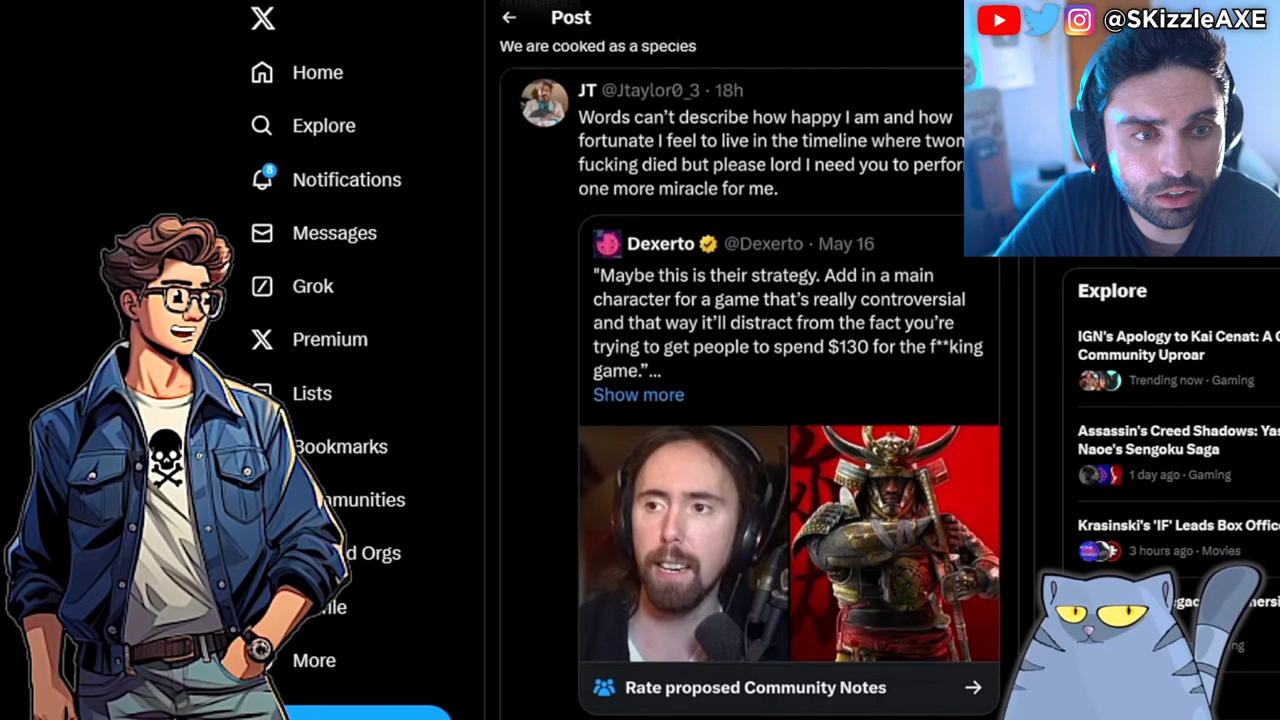 @SKizzleAXE
Post
We are cooked as a species
Home
Explore
8
Notifications
Messages
Grok
Premium
Lists
Bookmarks
More
JT @Jtaylor0_3 · 18h
Words can’t describe how happy I am and how
fortunate I feel to live in the timeline where
fucking died but please lord I need you to
one more miracle for me.
Dexerto @Dexerto · May 16
"Maybe this is their strategy. Add in a main
character for a game that’s really controversial
and that way it’ll distract from the fact you’re
trying to get people to spend $130 for the f**king
game.”...
Show more
Rate proposed Community Notes
Explore
IGN's Apology to Kai Cenat: A
Community Uproar
Trending now · Gaming
Assassin's Creed Shadows:
Naoe's Sengoku Saga
1 day ago · Gaming
Krasinski's 'IF' Leads Box
3 hours ago · Movies